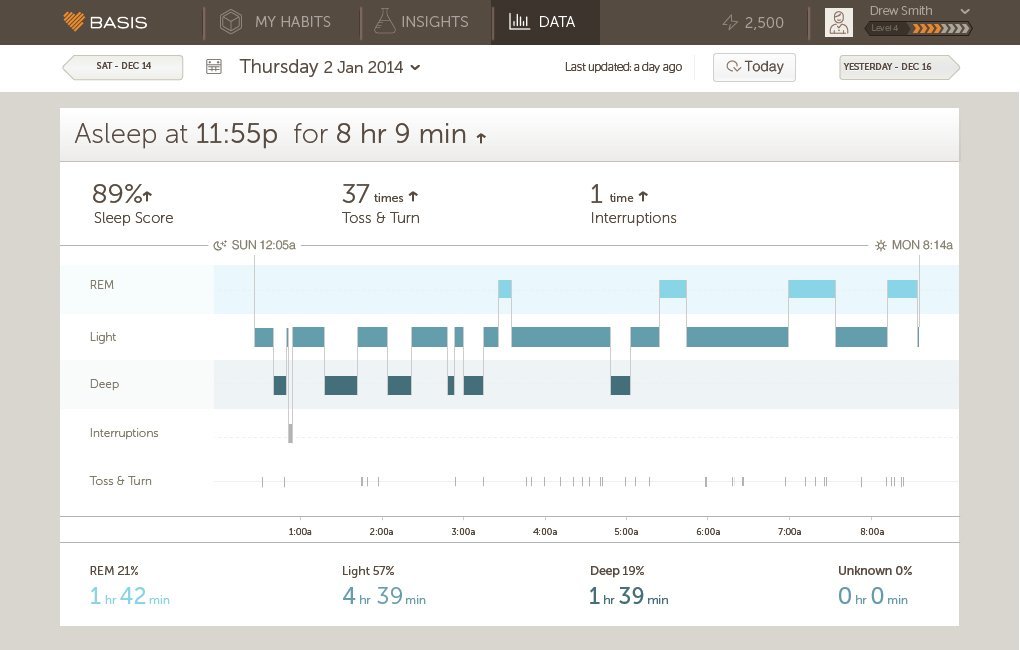 BASIS MY HABITS INSIGHTS DATA 2,500 Drew Smith
Level 4
SAT - DEC 14 Thursday 2 Jan 2014 Last updated: a day ago Today YESTERDAY - DEC 16
Asleep at 11:55p for 8 hr 9 min
89% 37 times 1 time
Sleep Score Toss & Turn Interruptions
SUN 12:05a MON 8:14a
REM
Light
Deep
Interruptions
Toss & Turn
1:00a 2:00a 3:00a 4:00a 5:00a 6:00a 7:00a 8:00a
REM 21% Light 57% Deep 19% Unknown 0%
1 hr 42 min 4 hr 39 min 1 hr 39 min 0 hr 0 min